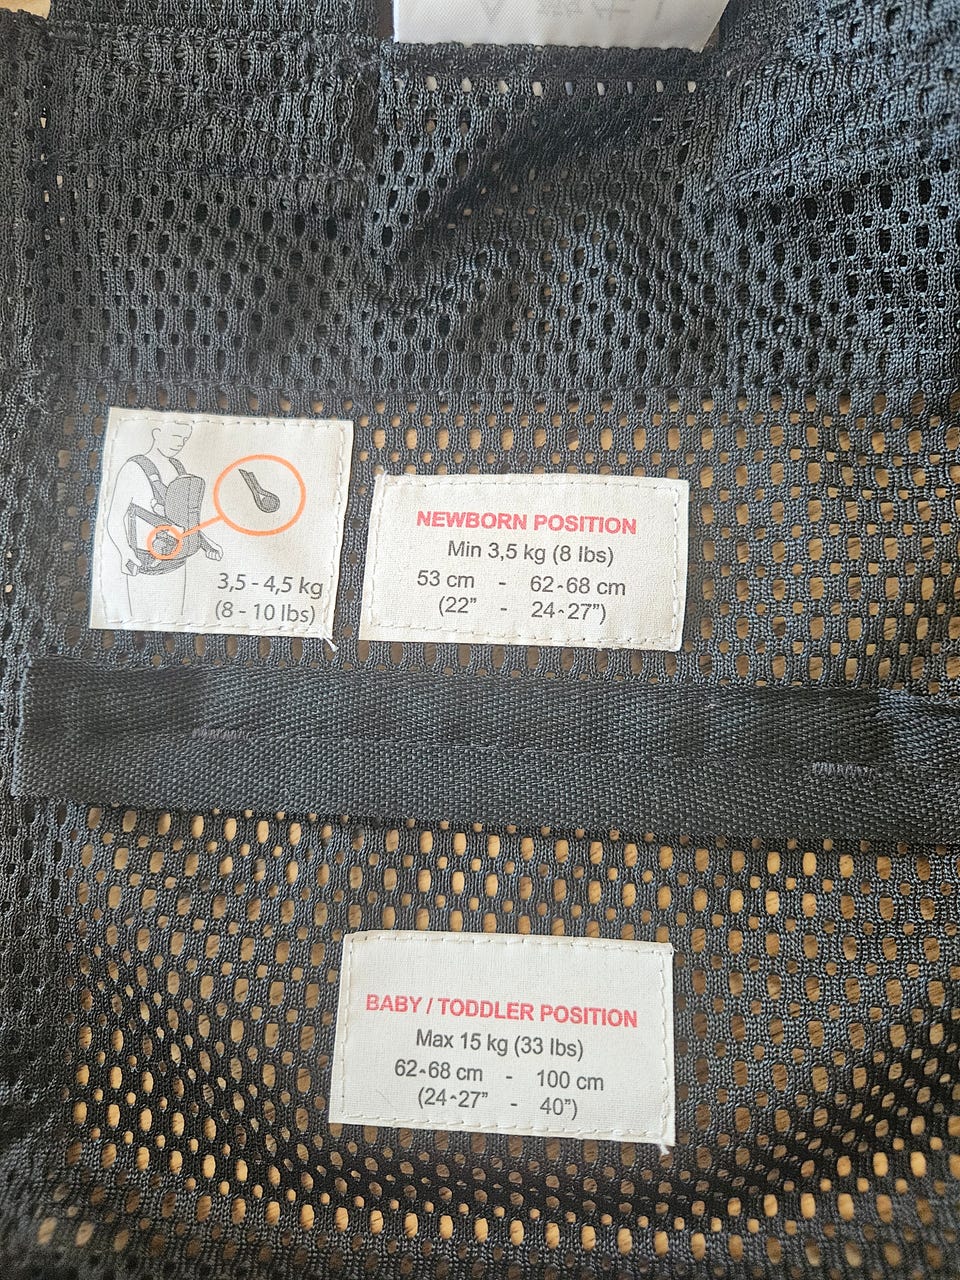 3,5 - 4,5 kg
(8 - 10 lbs)
NEWBORN POSITION
Min 3,5 kg (8 lbs)
53 cm - 62-68 cm
(22" - 24-27")
BABY / TODDLER POSITION
Max 15 kg (33 lbs)
62-68 cm - 100 cm
(24-27" - 40")